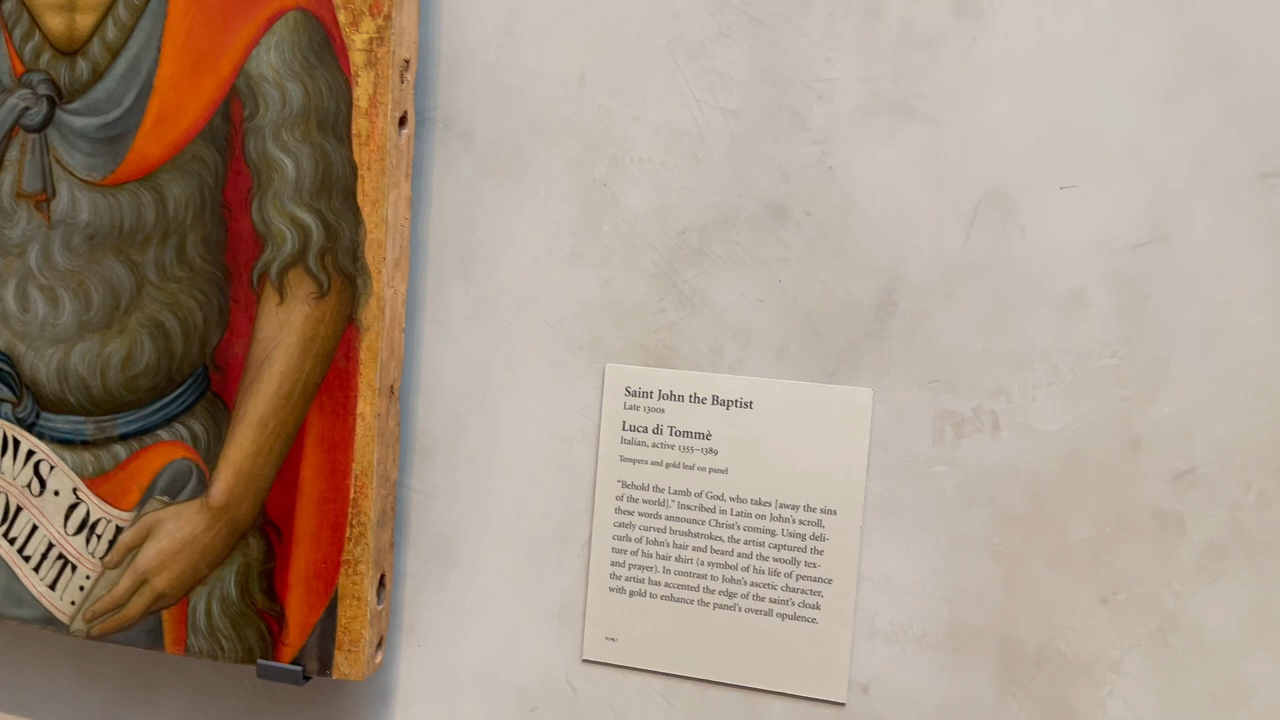 NUS · DEI
OLLIT:
Saint John the Baptist
Late 1300s
Luca di Tommè
Italian, active 1355–1389
Tempera and gold leaf on panel
“Behold the Lamb of God, who takes [away the sins
of the world].” Inscribed in Latin on John’s scroll,
these words announce Christ’s coming. Using deli-
cately curved brushstrokes, the artist captured the
curls of John’s hair and beard and the woolly tex-
ture of his hair shirt (a symbol of his life of penance
and prayer). In contrast to John’s ascetic character,
the artist has accented the edge of the saint’s cloak
with gold to enhance the panel’s overall opulence.